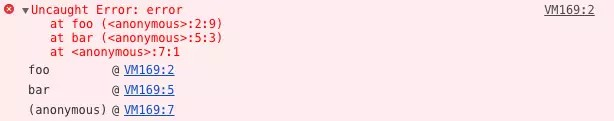 Uncaught Error: error VM169:2
at foo (<anonymous>:2:9)
at bar (<anonymous>:5:3)
at <anonymous>:7:1
foo @ VM169:2
bar @ VM169:5
(anonymous) @ VM169:7